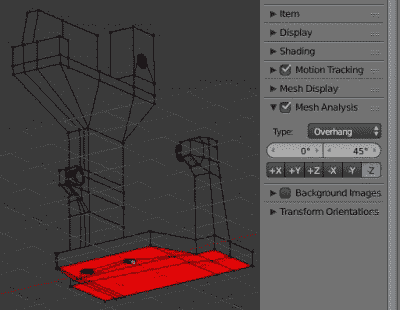 Item
Display
Shading
Motion Tracking
Mesh Display
Mesh Analysis
Type: Overhang
0° 45°
+X +Y +Z -X -Y -Z
Background Images
Transform Orientations